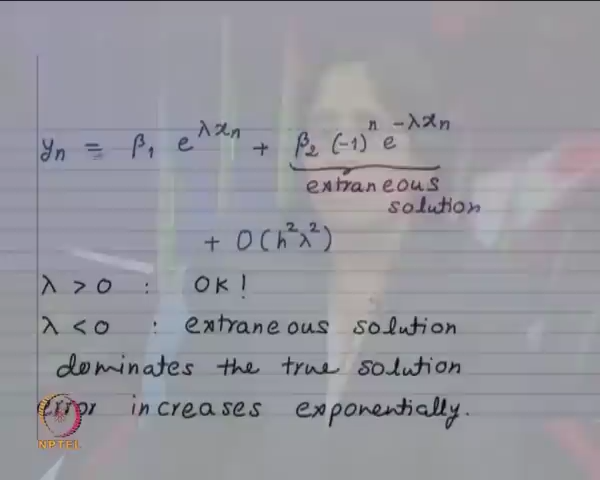 yₙ = β₁ e^{λxₙ} + β₂ (-1)ⁿ e^{-λxₙ}
extraneous
solution
+ O(h²λ²)
λ > 0 : OK!
λ < 0 : extraneous solution
dominates the true solution
error increases exponentially.
NPTEL